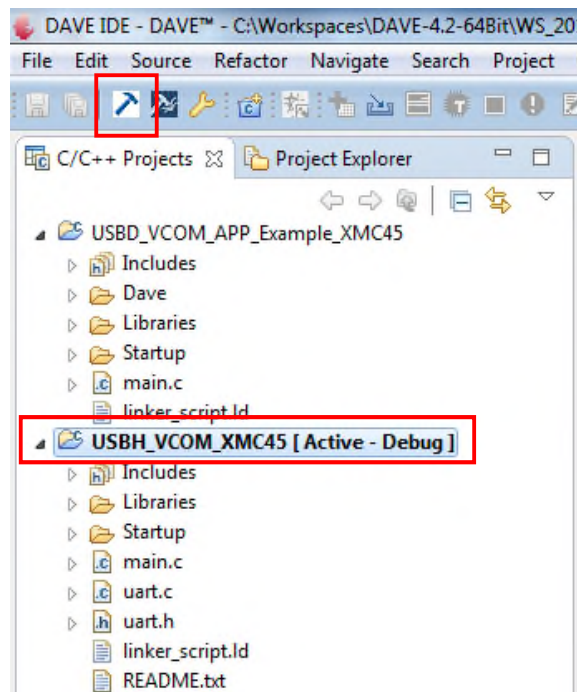 DAVE IDE - DAVE™ - C:\Workspaces\DAVE-4.2-64Bit\WS_20
File Edit Source Refactor Navigate Search Project
C/C++ Projects Project Explorer
USBD_VCOM_APP_Example_XMC45
Includes
Dave
Libraries
Startup
main.c
linker_script.ld
USBH_VCOM_XMC45 [ Active - Debug ]
Includes
Libraries
Startup
main.c
uart.c
uart.h
linker_script.ld
README.txt